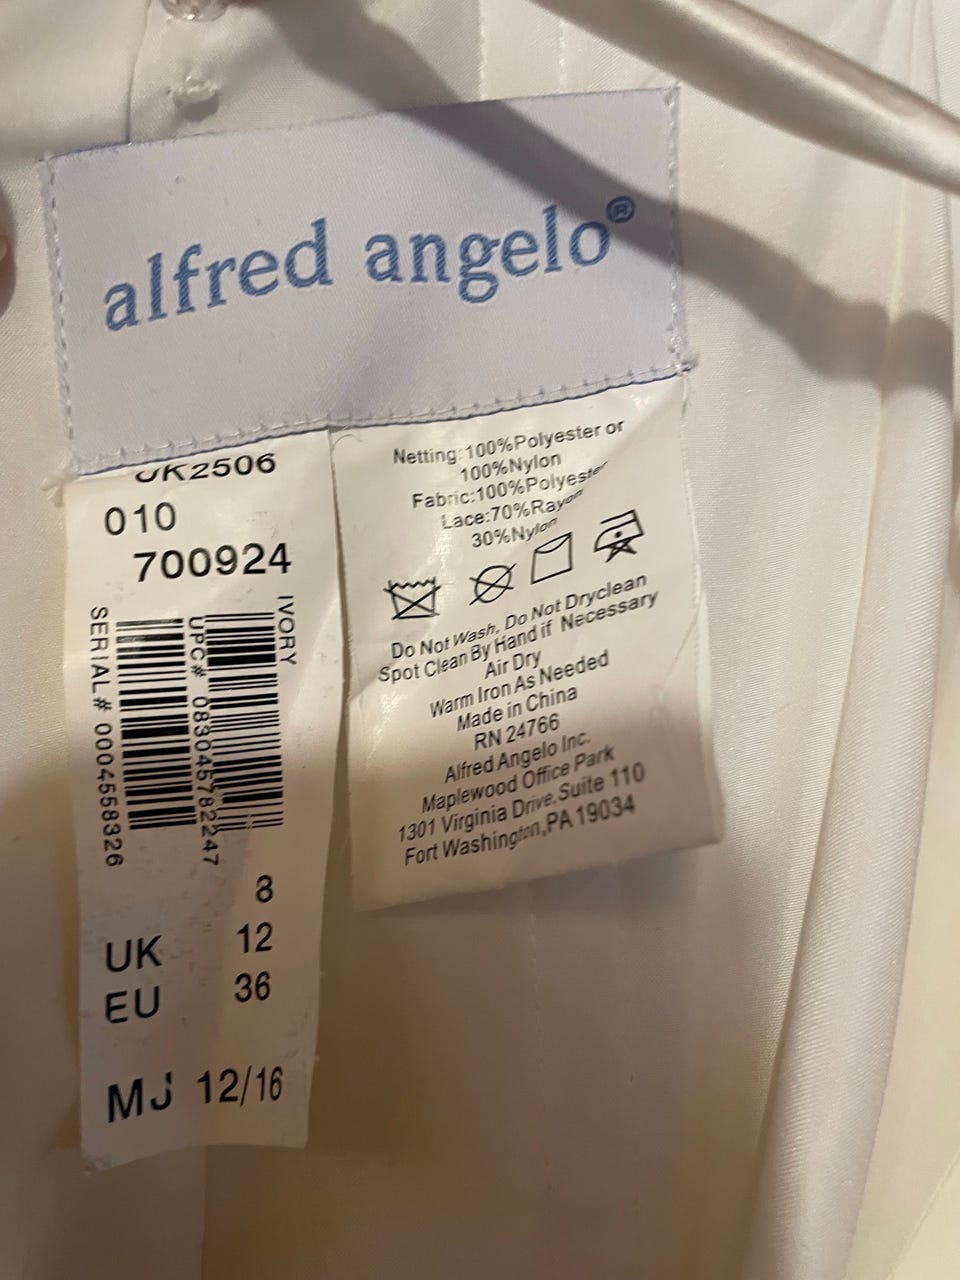 alfred angelo®
UK2506
010
700924
IVORY
UPC# 083045782247
SERIAL# 0004558326
8
UK 12
EU 36
MJ 12/16
Netting:100%Polyester or
100%Nylon
Fabric:100%Polyester
Lace:70%Rayon
30%Nylon
Do Not Wash, Do Not Dryclean
Spot Clean By Hand if Necessary
Air Dry
Warm Iron As Needed
Made in China
RN 24766
Alfred Angelo Inc.
Maplewood Office Park
1301 Virginia Drive,Suite 110
Fort Washington,PA 19034